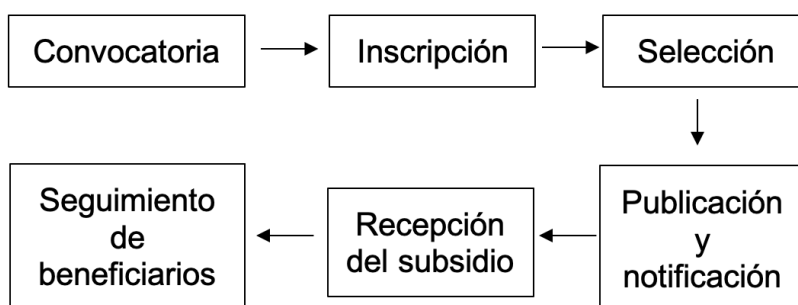 Convocatoria
Inscripción
Selección
Publicación
y
notificación
Recepción
del subsidio
Seguimiento
de
beneficiarios